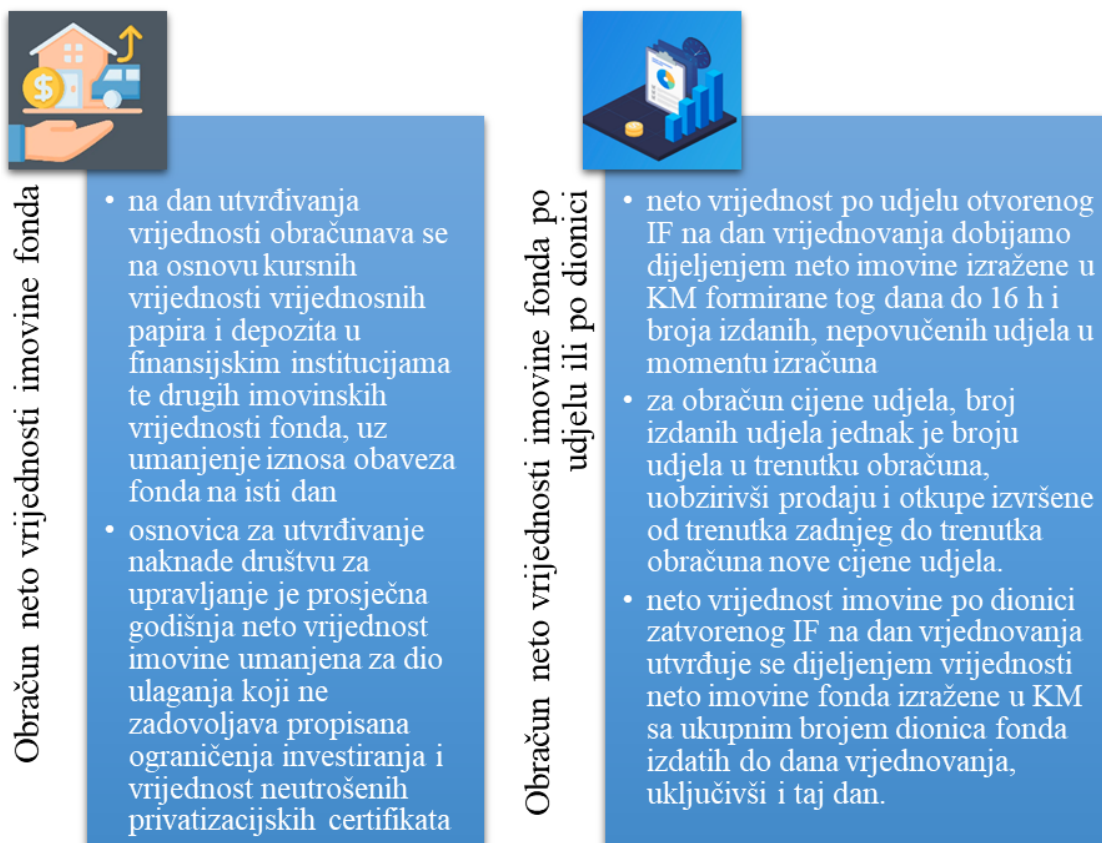 Obračun neto vrijednosti imovine fonda
• na dan utvrđivanja
vrijednosti obračunava se
na osnovu kursnih
vrijednosti vrijednosnih
papira i depozita u
finansijskim institucijama
te drugih imovinskih
vrijednosti fonda, uz
umanjenje iznosa obaveza
fonda na isti dan
• osnovica za utvrđivanje
naknade društvu za
upravljanje je prosječna
godišnja neto vrijednost
imovine umanjena za dio
ulaganja koji ne
zadovoljava propisana
ograničenja investiranja i
vrijednost neutrošenih
privatizacijskih certifikata
Obračun neto vrijednosti imovine fonda po
udjelu ili po dionici
• neto vrijednost po udjelu otvorenog
IF na dan vrijednovanja dobijamo
dijeljenjem neto imovine izražene u
KM formirane tog dana do 16 h i
broja izdanih, nepovučenih udjela u
momentu izračuna
• za obračun cijene udjela, broj
izdanih udjela jednak je broju
udjela u trenutku obračuna,
uobzirivši prodaju i otkupe izvršene
od trenutka zadnjeg do trenutka
obračuna nove cijene udjela.
• neto vrijednost imovine po dionici
zatvorenog IF na dan vrjednovanja
utvrđuje se dijeljenjem vrijednosti
neto imovine fonda izražene u KM
sa ukupnim brojem dionica fonda
izdatih do dana vrjednovanja,
uključivši i taj dan.